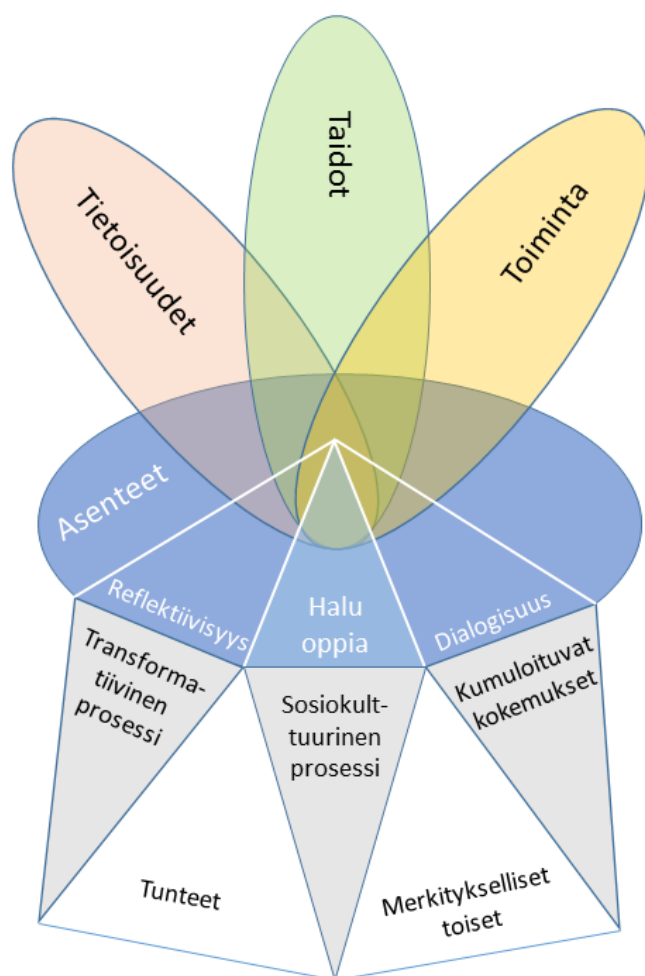 Taidot
Tietoisuudet
Toiminta
Asenteet
Reflektiivisyys
Halu
oppia
Dialogisuus
Transforma-
tiivinen
prosessi
Sosiokult-
tuurinen
prosessi
Kumuloituvat
kokemukset
Tunteet
Merkitykselliset
toiset